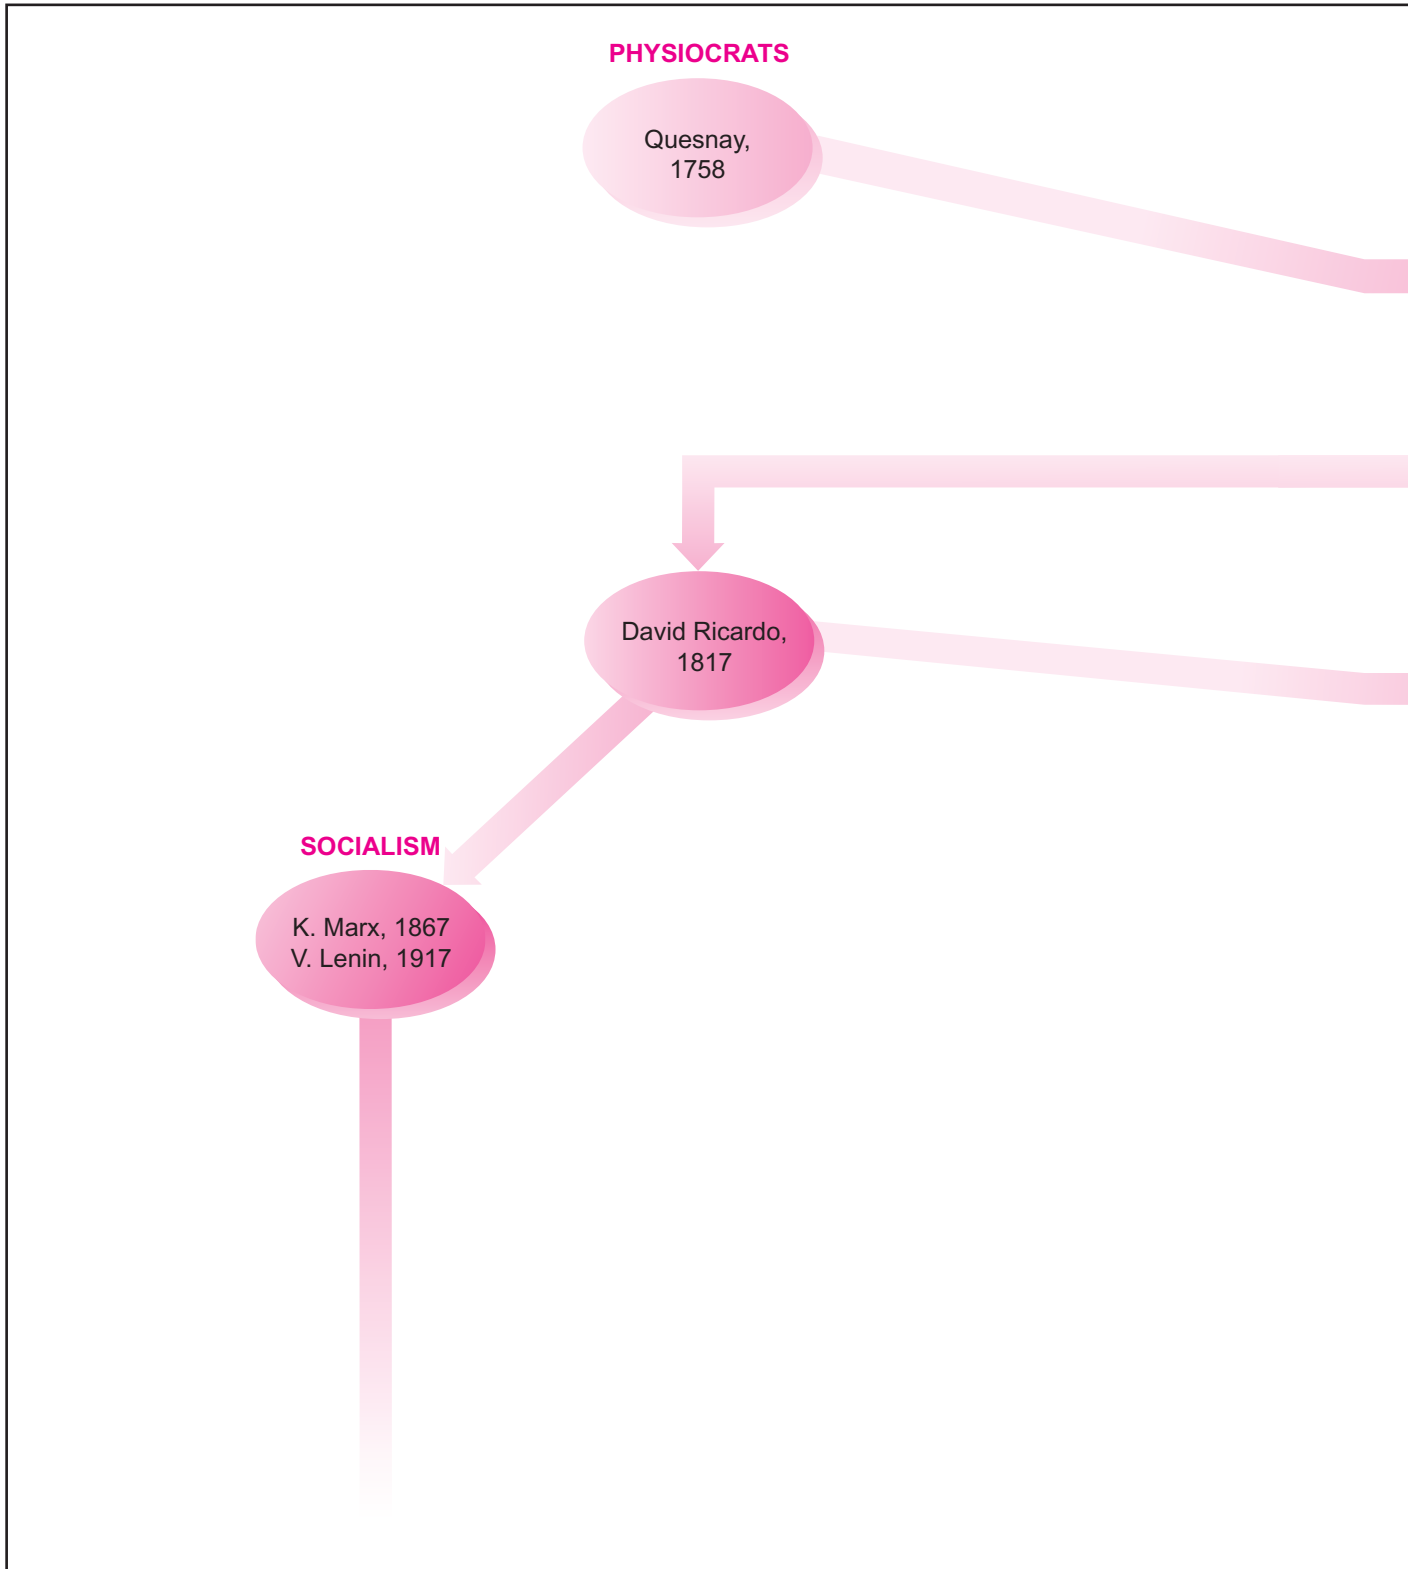 PHYSIOCRATS
Quesnay,
1758
David Ricardo,
1817
SOCIALISM
K. Marx, 1867
V. Lenin, 1917